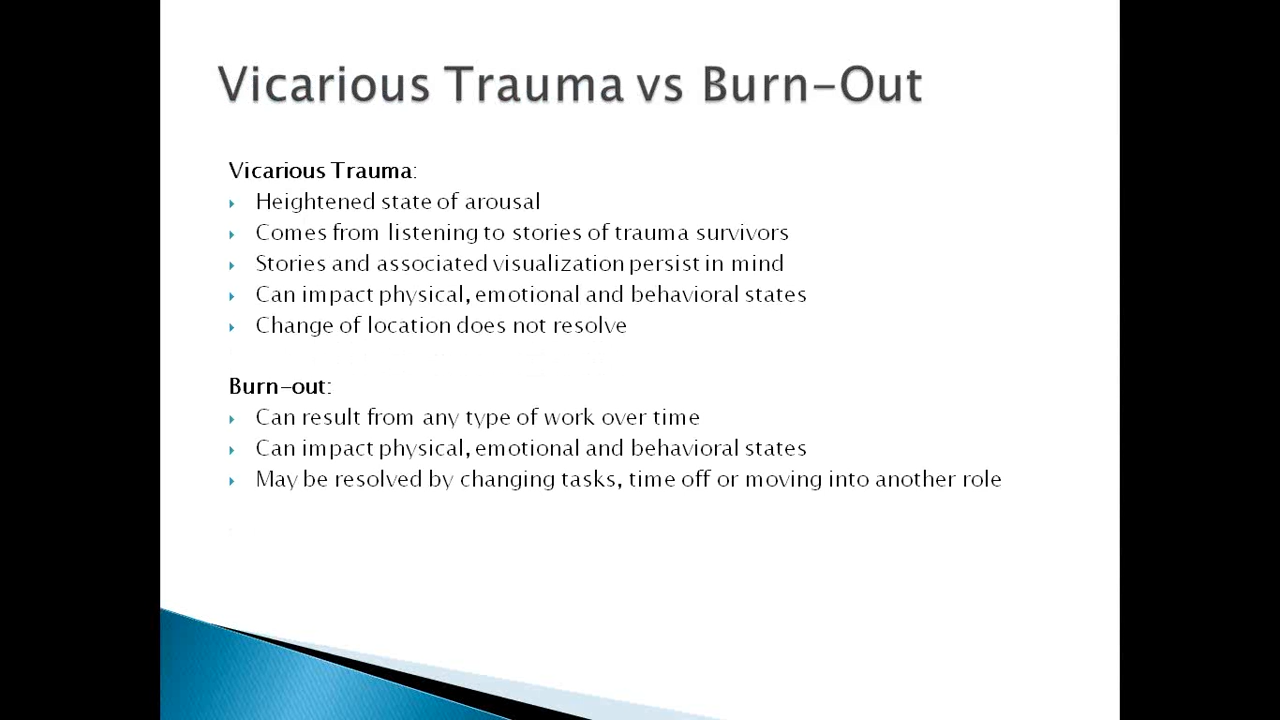 Vicarious Trauma vs Burn-Out
Vicarious Trauma:
Heightened state of arousal
Comes from listening to stories of trauma survivors
Stories and associated visualization persist in mind
Can impact physical, emotional and behavioral states
Change of location does not resolve
Burn-out:
Can result from any type of work over time
Can impact physical, emotional and behavioral states
May be resolved by changing tasks, time off or moving into another role